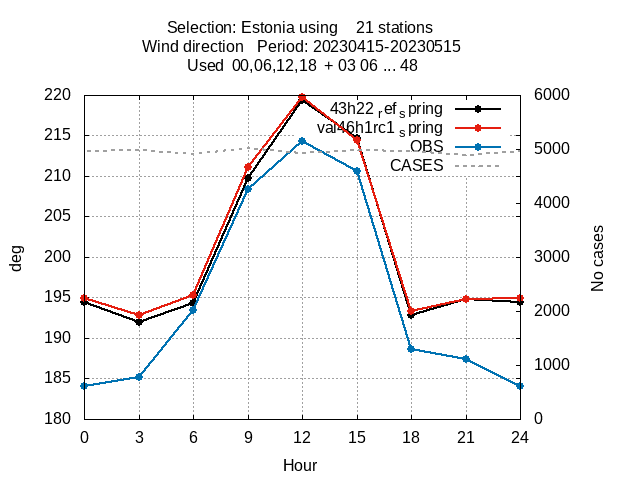 Selection: Estonia using    21 stations
Wind direction   Period: 20230415-20230515
Used  00,06,12,18  + 03 06 ... 48
220
215
210
205
200
195
190
185
180
deg
6000
5000
4000
3000
2000
1000
0
No cases
43h22 ref spring
val46h1rc1 spring
OBS
CASES
0 3 6 9 12 15 18 21 24
Hour